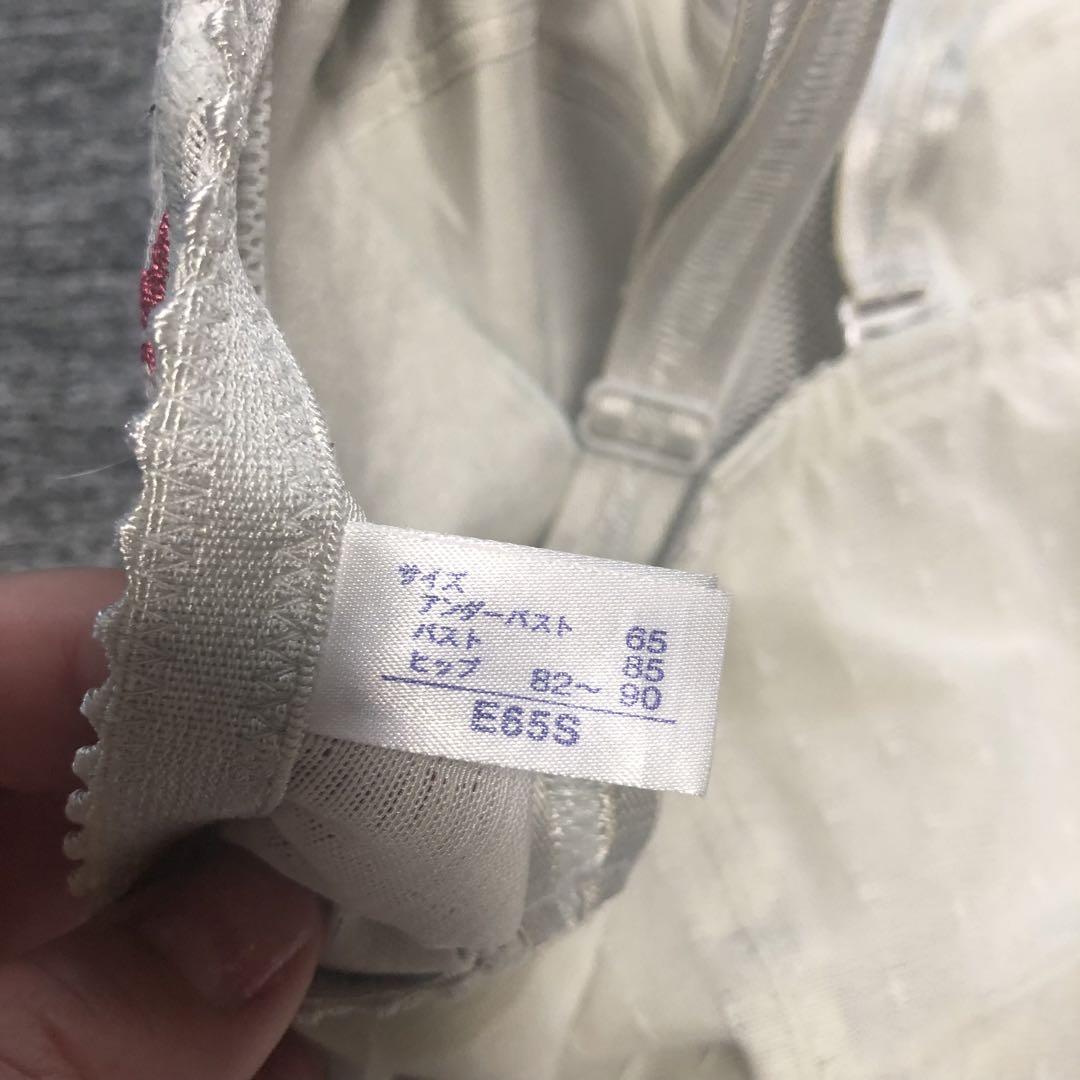 サイズ
アンダーバスト 65
バスト 85
ヒップ 82～90
E65S